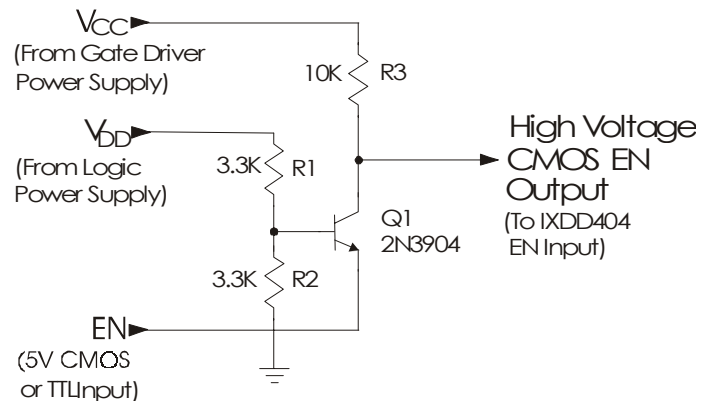 VCC
(From Gate Driver
Power Supply)
10K R3
VDD
(From Logic
Power Supply)
3.3K R1
High Voltage
CMOS EN
Output
(To IXDD404
EN Input)
Q1
2N3904
3.3K R2
EN
(5V CMOS
or TTLInput)